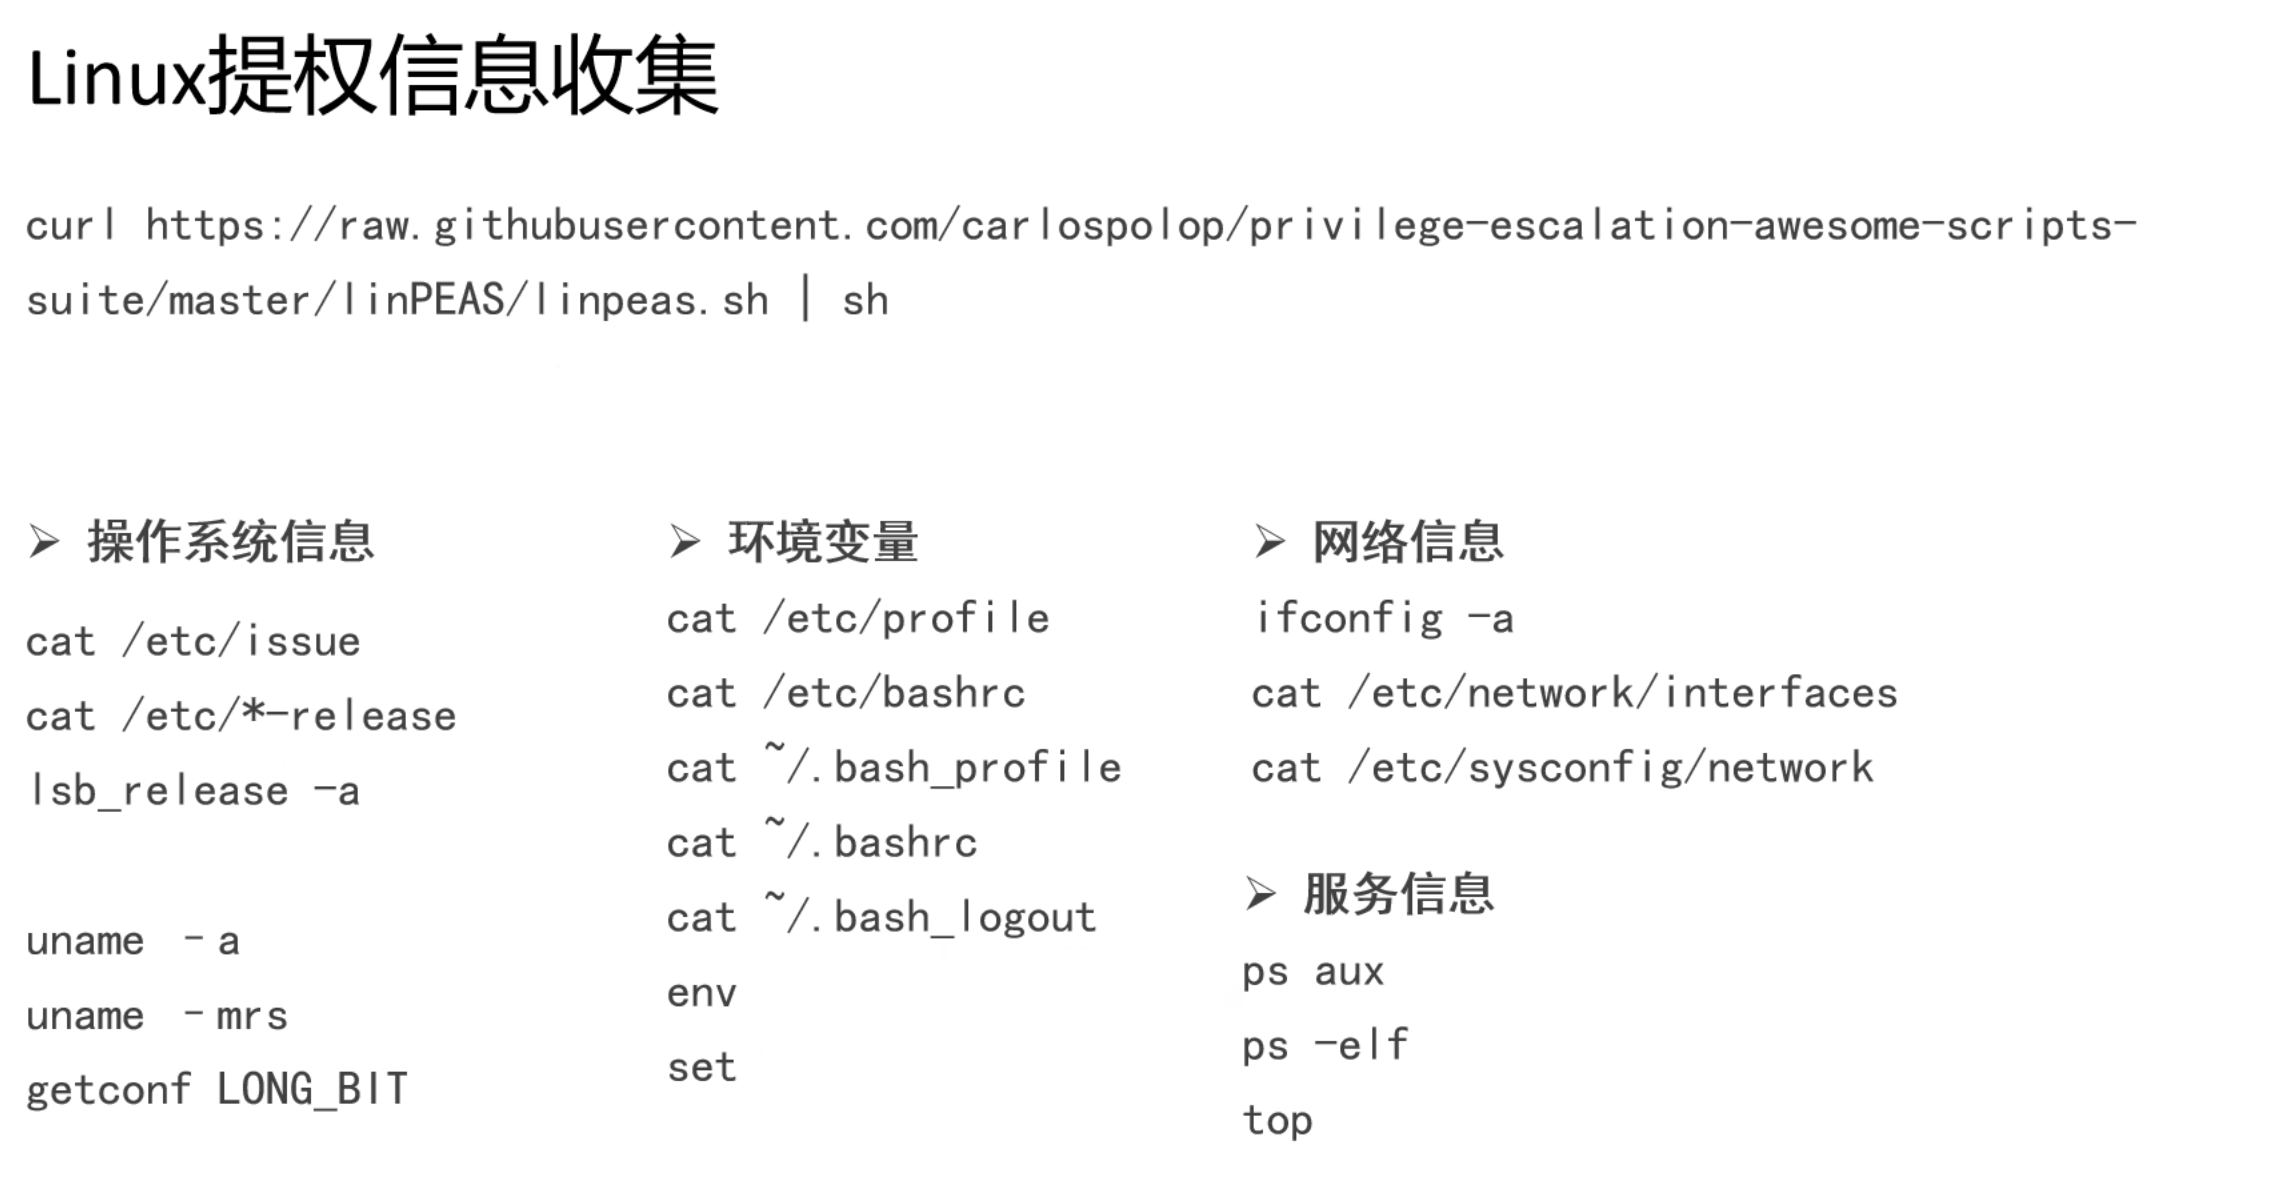 Linux提权信息收集
curl https://raw.githubusercontent.com/carlospolop/privilege-escalation-awesome-scripts-
suite/master/linPEAS/linpeas.sh | sh
➢ 操作系统信息
cat /etc/issue
cat /etc/*-release
lsb_release -a
uname -a
uname -mrs
getconf LONG_BIT
➢ 环境变量
cat /etc/profile
cat /etc/bashrc
cat ~/.bash_profile
cat ~/.bashrc
cat ~/.bash_logout
env
set
➢ 网络信息
ifconfig -a
cat /etc/network/interfaces
cat /etc/sysconfig/network
➢ 服务信息
ps aux
ps -elf
top